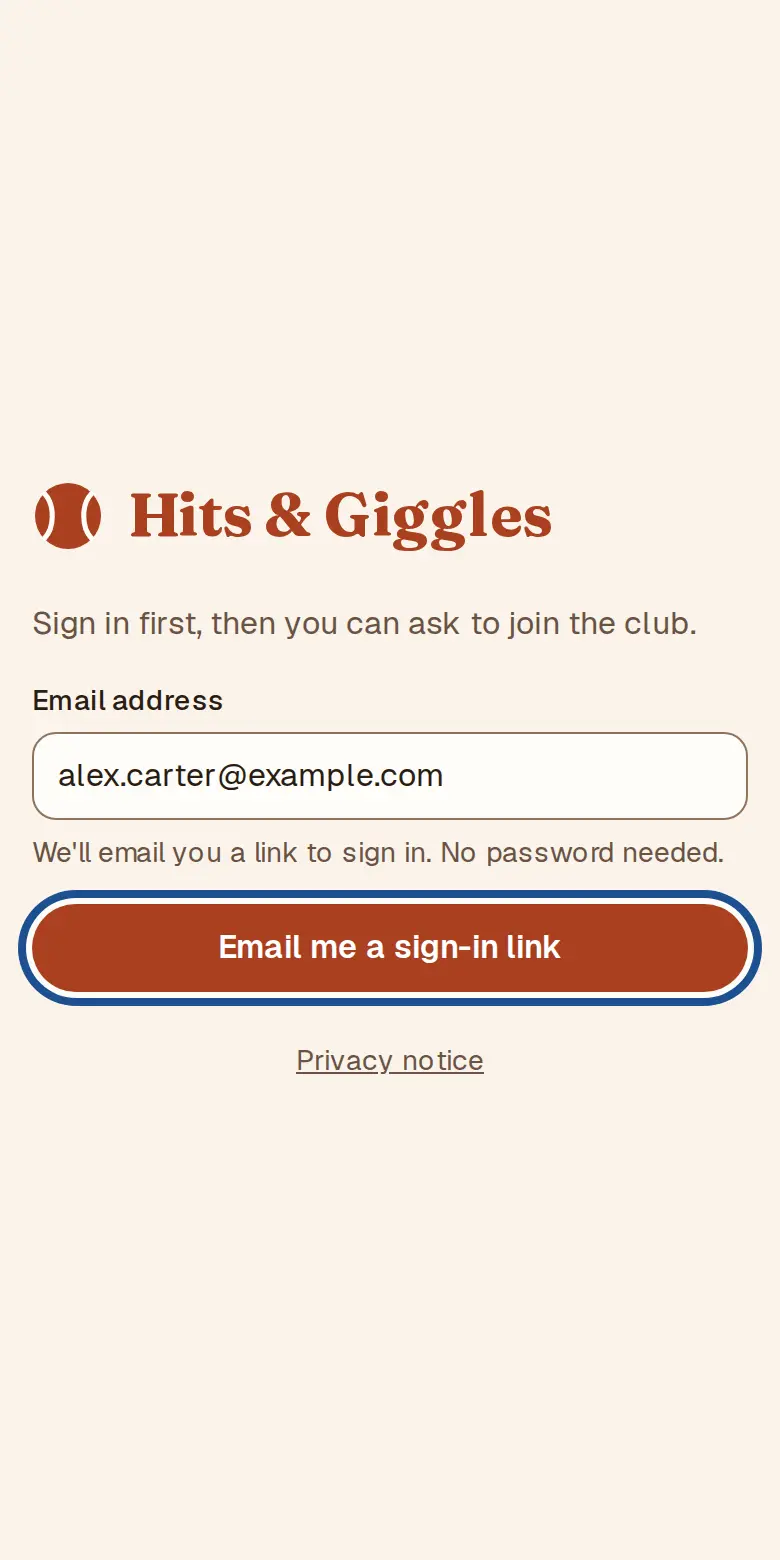 Hits & Giggles
Sign in first, then you can ask to join the club.
Email address
alex.carter@example.com
We'll email you a link to sign in. No password needed.
Email me a sign-in link
Privacy notice